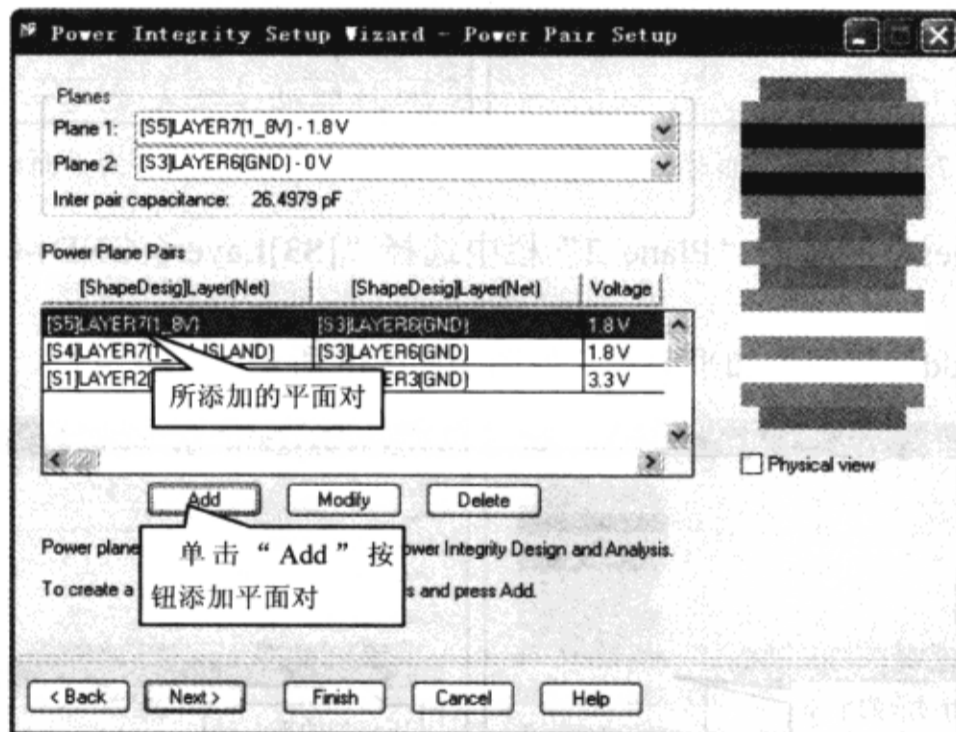 Power Integrity Setup Wizard - Power Pair Setup
Planes
Plane 1: [S5]LAYER7(1_8V) - 1.8 V
Plane 2: [S3]LAYER6(GND) - 0 V
Inter pair capacitance: 26.4979 pF
Power Plane Pairs
[ShapeDesig]Layer(Net) [ShapeDesig]Layer(Net) Voltage
[S5]LAYER7(1_8V) [S3]LAYER6(GND) 1.8 V
[S4]LAYER7(1_ ISLAND) [S3]LAYER6(GND) 1.8 V
[S1]LAYER2( ER3(GND) 3.3 V
所添加的平面对
Physical view
Add Modify Delete
Power plane ower Integrity Design and Analysis.
单击“Add”按
To create a s and press Add.
钮添加平面对
< Back Next > Finish Cancel Help